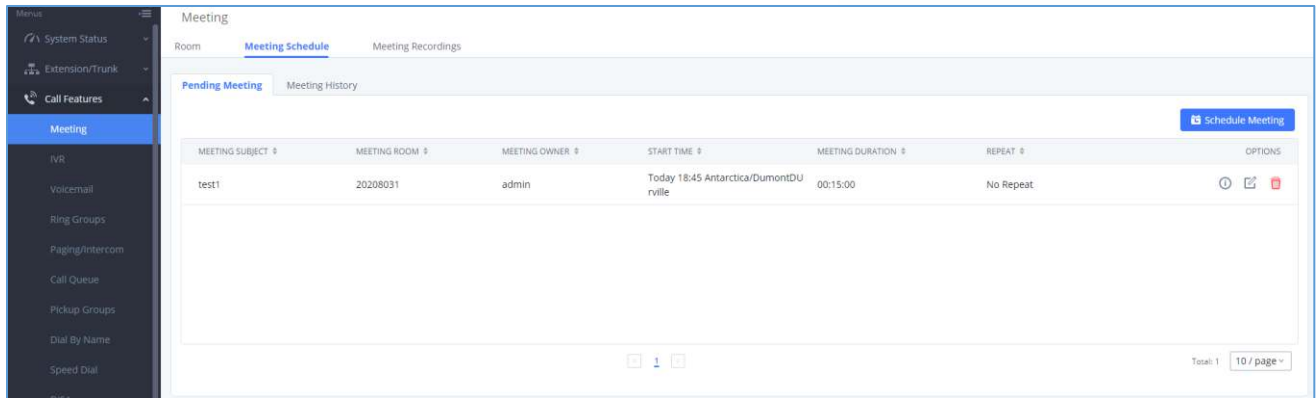 Menus
System Status
Extension/Trunk
Call Features
Meeting
IVR
Voicemail
Ring Groups
Paging/Intercom
Call Queue
Pickup Groups
Dial By Name
Speed Dial
Meeting
Room Meeting Schedule Meeting Recordings
Pending Meeting Meeting History
Schedule Meeting
MEETING SUBJECT MEETING ROOM MEETING OWNER START TIME MEETING DURATION REPEAT OPTIONS
test1 20208031 admin Today 18:45 Antarctica/DumontDU 00:15:00 No Repeat
rville
1 Total: 1 10 / page